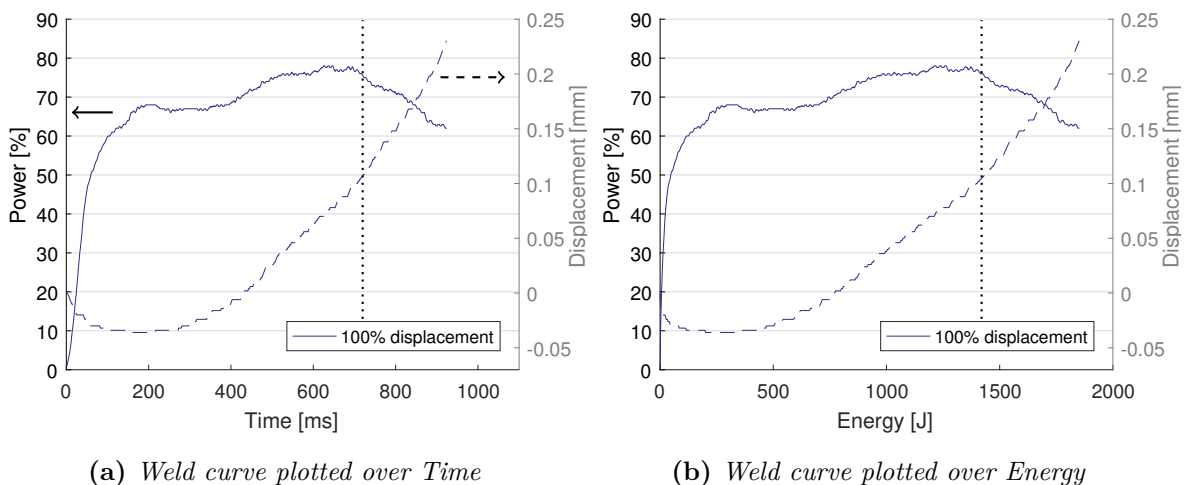 90
80
70
60
50
40
30
20
10
0
Power [%]
0.25
0.2
0.15
0.1
0.05
0
-0.05
Displacement [mm]
100% displacement
0 200 400 600 800 1000
Time [ms]
(a) Weld curve plotted over Time
90
80
70
60
50
40
30
20
10
0
Power [%]
0.25
0.2
0.15
0.1
0.05
0
-0.05
Displacement [mm]
100% displacement
0 500 1000 1500 2000
Energy [J]
(b) Weld curve plotted over Energy